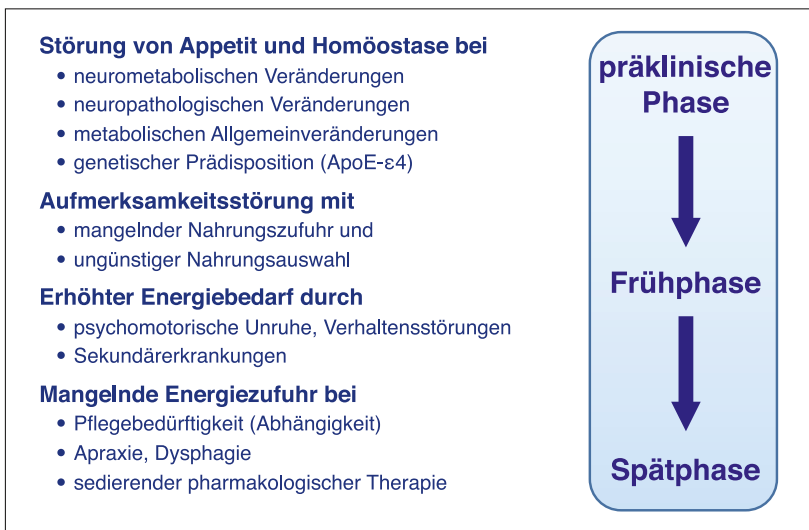 Störung von Appetit und Homöostase bei
• neurometabolischen Veränderungen
• neuropathologischen Veränderungen
• metabolischen Allgemeinveränderungen
• genetischer Prädisposition (ApoE-ε4)
Aufmerksamkeitsstörung mit
• mangelnder Nahrungszufuhr und
• ungünstiger Nahrungsauswahl
Erhöhter Energiebedarf durch
• psychomotorische Unruhe, Verhaltensstörungen
• Sekundärerkrankungen
Mangelnde Energiezufuhr bei
• Pflegebedürftigkeit (Abhängigkeit)
• Apraxie, Dysphagie
• sedierender pharmakologischer Therapie
präklinische
Phase
Frühphase
Spätphase